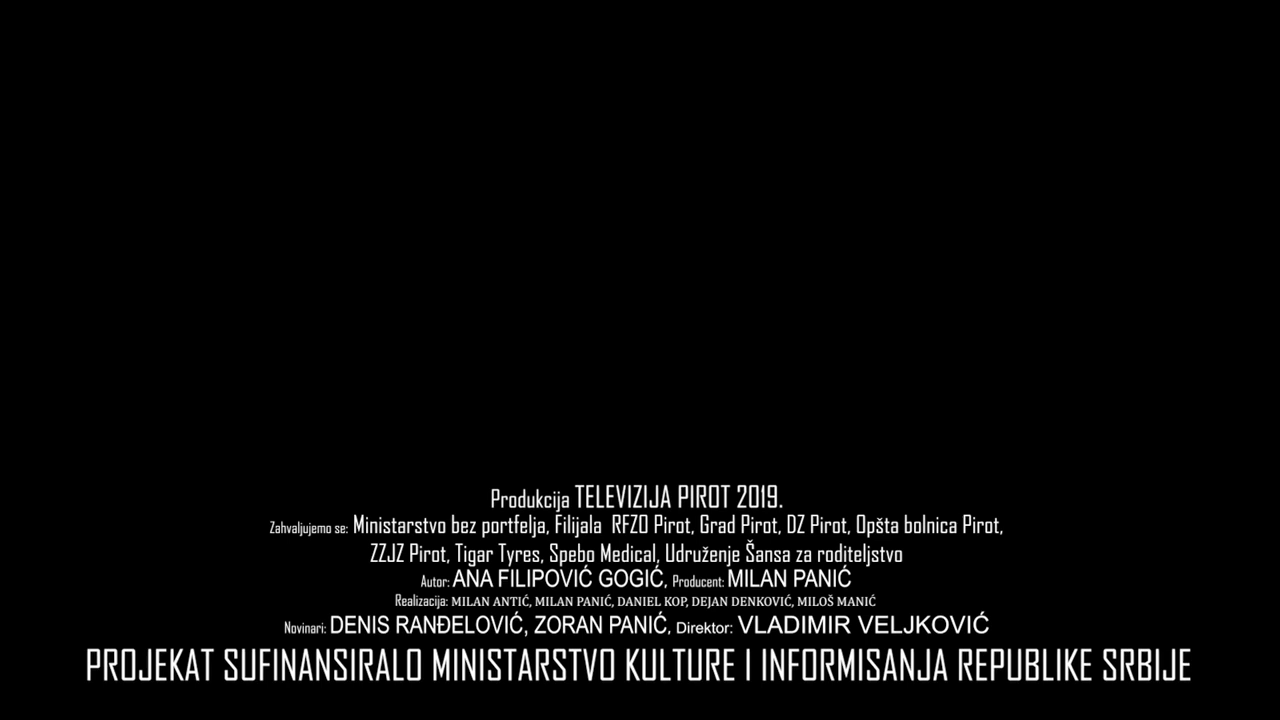 Produkcija TELEVIZIJA PIROT 2019.
Zahvaljujemo se: Ministarstvo bez portfelja, Filijala RFZO Pirot, Grad Pirot, DZ Pirot, Opšta bolnica Pirot,
ZZJZ Pirot, Tigar Tyres, Spebo Medical, Udruženje Šansa za roditeljstvo
Autor: ANA FILIPOVIĆ GOGIĆ, Producent: MILAN PANIĆ
Realizacija: MILAN ANTIĆ, MILAN PANIĆ, DANIEL KOP, DEJAN DENKOVIĆ, MILOŠ MANIĆ
Novinari: DENIS RANĐELOVIĆ, ZORAN PANIĆ, Direktor: VLADIMIR VELJKOVIĆ
PROJEKAT SUFINANSIRALO MINISTARSTVO KULTURE I INFORMISANJA REPUBLIKE SRBIJE